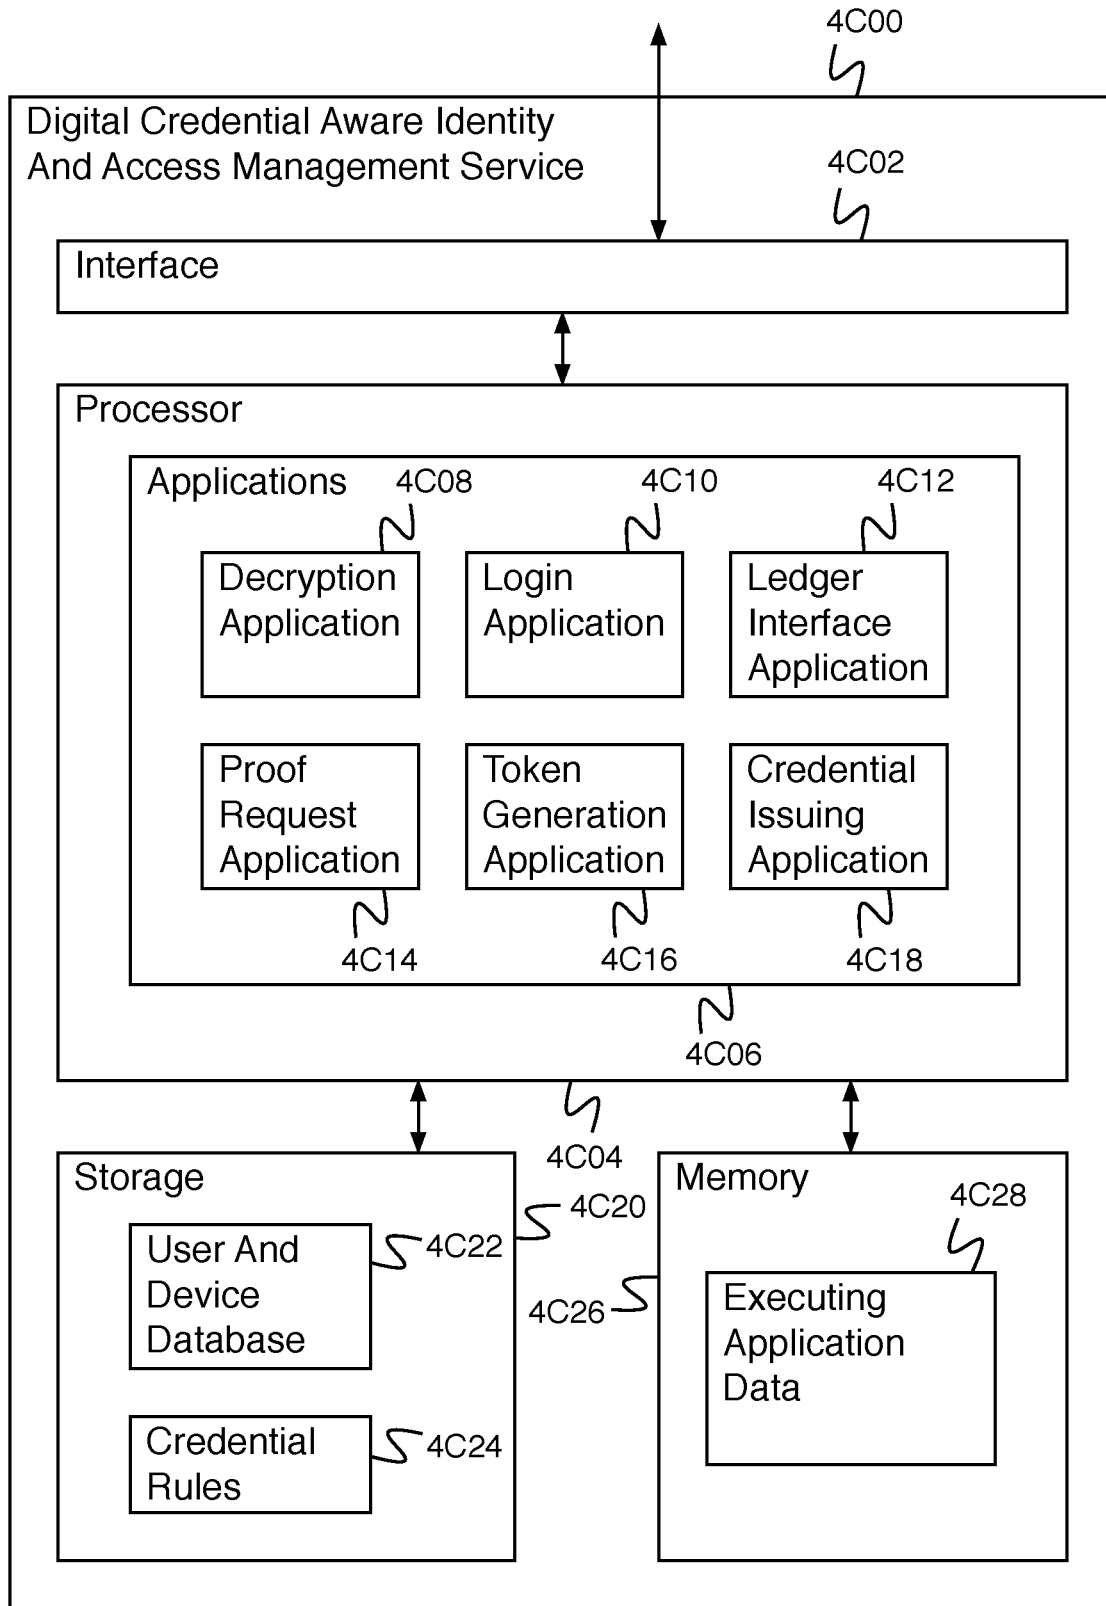 4C00
Digital Credential Aware Identity
And Access Management Service
4C02
Interface
Processor
Applications
4C08
4C10
4C12
Decryption
Application
Login
Application
Ledger
Interface
Application
Proof
Request
Application
Token
Generation
Application
Credential
Issuing
Application
4C14
4C16
4C18
4C06
4C04
Storage
4C20
User And
Device
Database
4C22
Credential
Rules
4C24
Memory
4C28
4C26
Executing
Application
Data